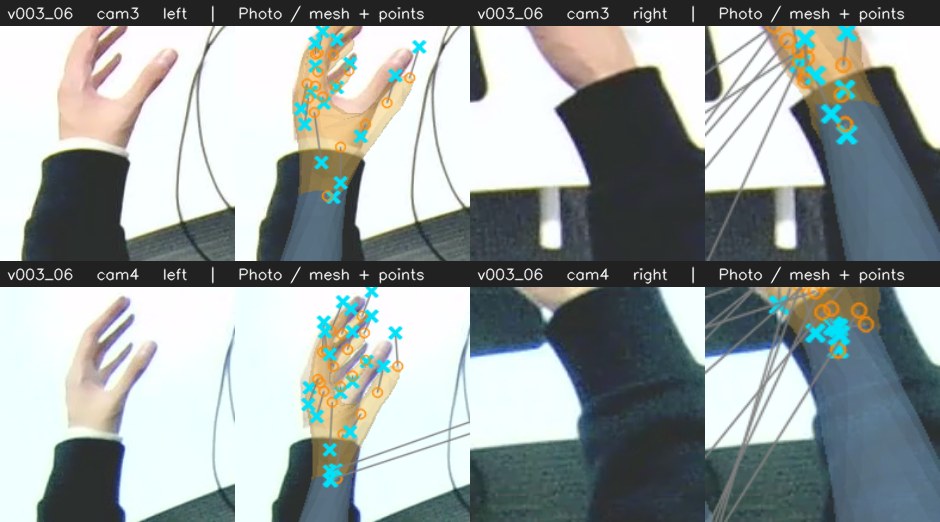 v003_06 cam3 left | Photo / mesh + points
v003_06 cam3 right | Photo / mesh + points
v003_06 cam4 left | Photo / mesh + points
v003_06 cam4 right | Photo / mesh + points